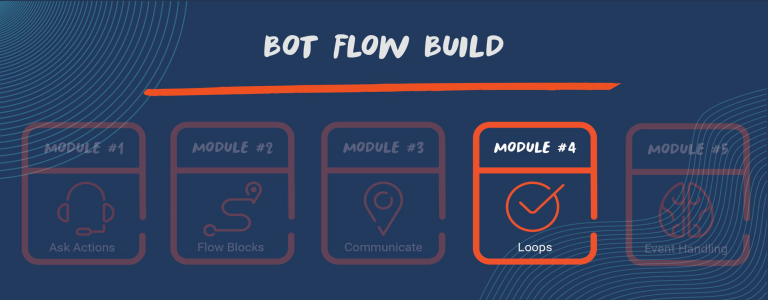 BOT FLOW BUILD
MODULE #1
MODULE #2
MODULE #3
MODULE #4
MODULE #5
Ask Actions
Flow Blocks
Communicate
Loops
Event Handling